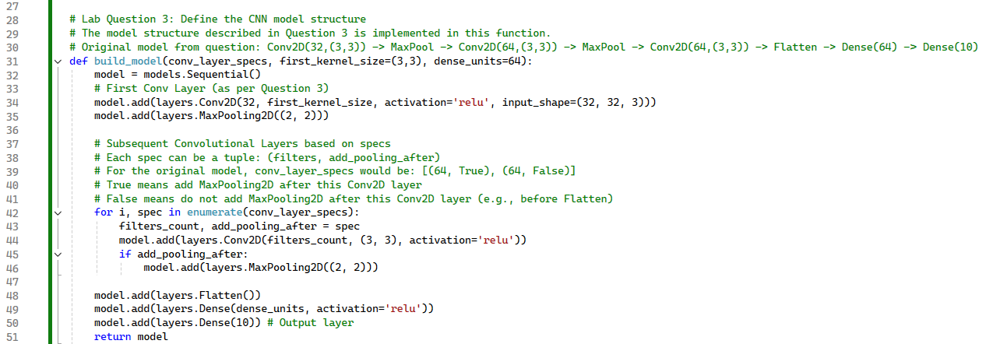 27
28 # Lab Question 3: Define the CNN model structure
29 # The model structure described in Question 3 is implemented in this function.
30 # Original model from question: Conv2D(32,(3,3)) -> MaxPool -> Conv2D(64,(3,3)) -> MaxPool -> Conv2D(64,(3,3)) -> Flatten -> Dense(64) -> Dense(10)
31 def build_model(conv_layer_specs, first_kernel_size=(3,3), dense_units=64):
32     model = models.Sequential()
33     # First Conv Layer (as per Question 3)
34     model.add(layers.Conv2D(32, first_kernel_size, activation='relu', input_shape=(32, 32, 3)))
35     model.add(layers.MaxPooling2D((2, 2)))
36
37     # Subsequent Convolutional Layers based on specs
38     # Each spec can be a tuple: (filters, add_pooling_after)
39     # For the original model, conv_layer_specs would be: [(64, True), (64, False)]
40     # True means add MaxPooling2D after this Conv2D layer
41     # False means do not add MaxPooling2D after this Conv2D layer (e.g., before Flatten)
42     for i, spec in enumerate(conv_layer_specs):
43         filters_count, add_pooling_after = spec
44         model.add(layers.Conv2D(filters_count, (3, 3), activation='relu'))
45         if add_pooling_after:
46             model.add(layers.MaxPooling2D((2, 2)))
47
48     model.add(layers.Flatten())
49     model.add(layers.Dense(dense_units, activation='relu'))
50     model.add(layers.Dense(10)) # Output layer
51     return model